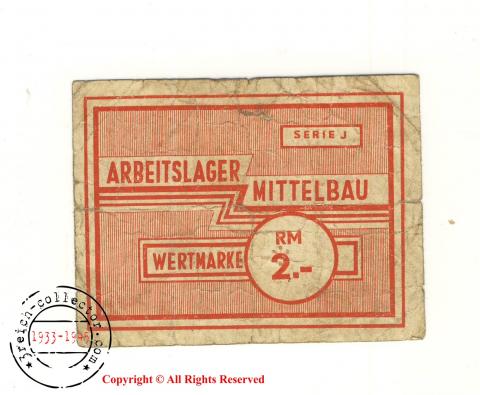 SERIE J
ARBEITSLAGER
MITTELBAU
RM
WERTMARKE 2.-
3reich-collector.com
1933-1945
Copyright © All Rights Reserved